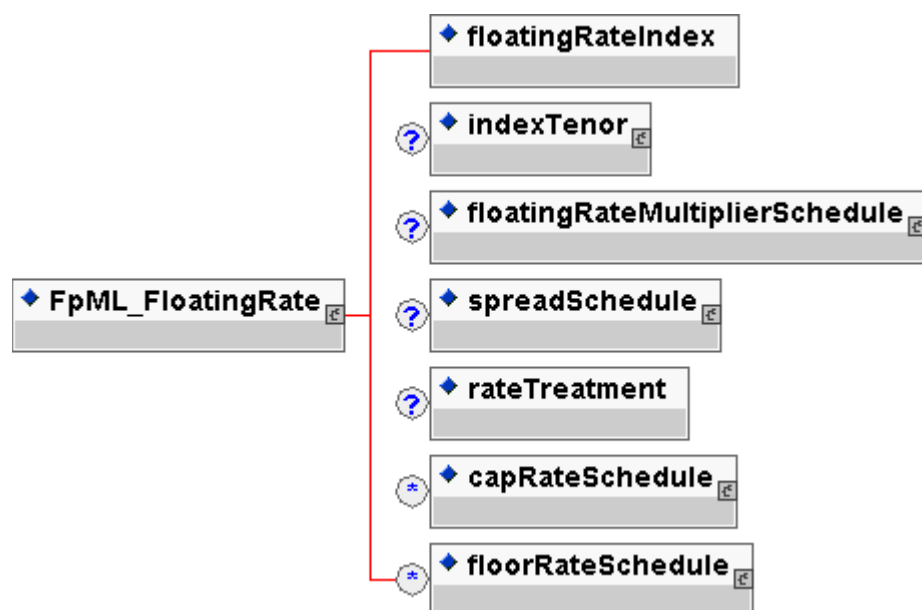 floatingRateIndex
? indexTenor
? floatingRateMultiplierSchedule
FpML_FloatingRate
? spreadSchedule
? rateTreatment
* capRateSchedule
* floorRateSchedule